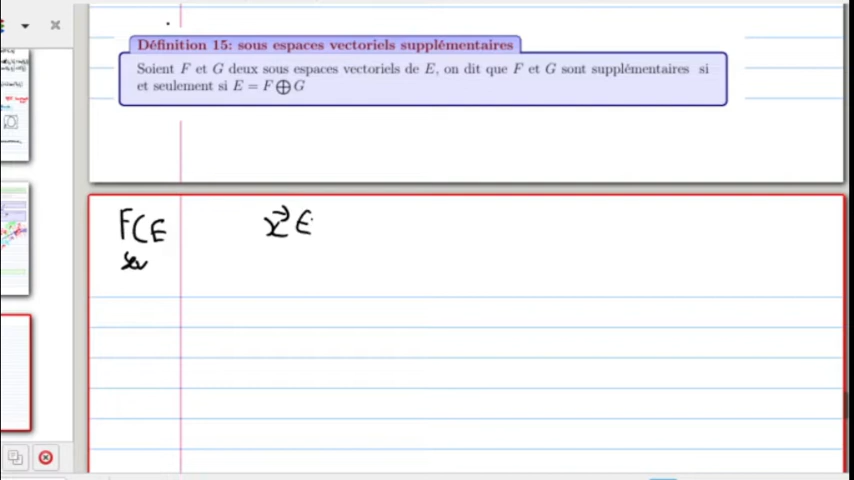 Définition 15: sous espaces vectoriels supplémentaires
Soient F et G deux sous espaces vectoriels de E, on dit que F et G sont supplémentaires si
et seulement si E = F ⊕ G
F ⊂ E
sev
x⃗ ∈